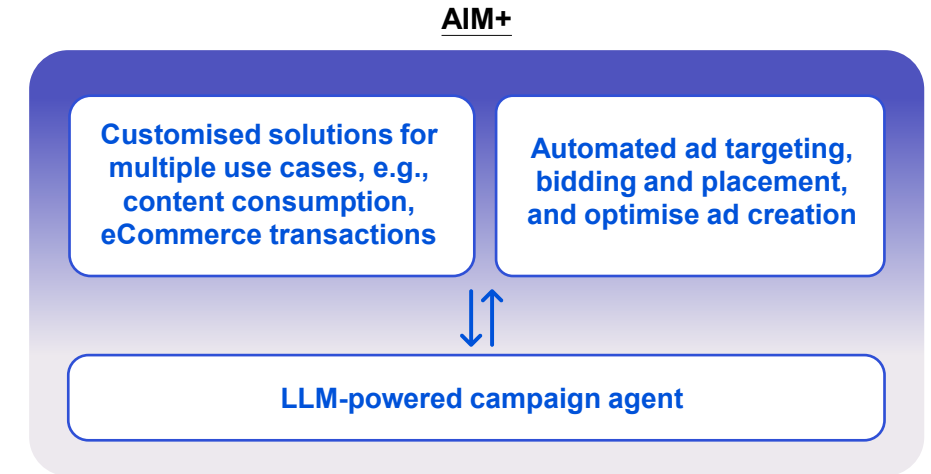 AIM+
Customised solutions for
multiple use cases, e.g.,
content consumption,
eCommerce transactions
Automated ad targeting,
bidding and placement,
and optimise ad creation
LLM-powered campaign agent